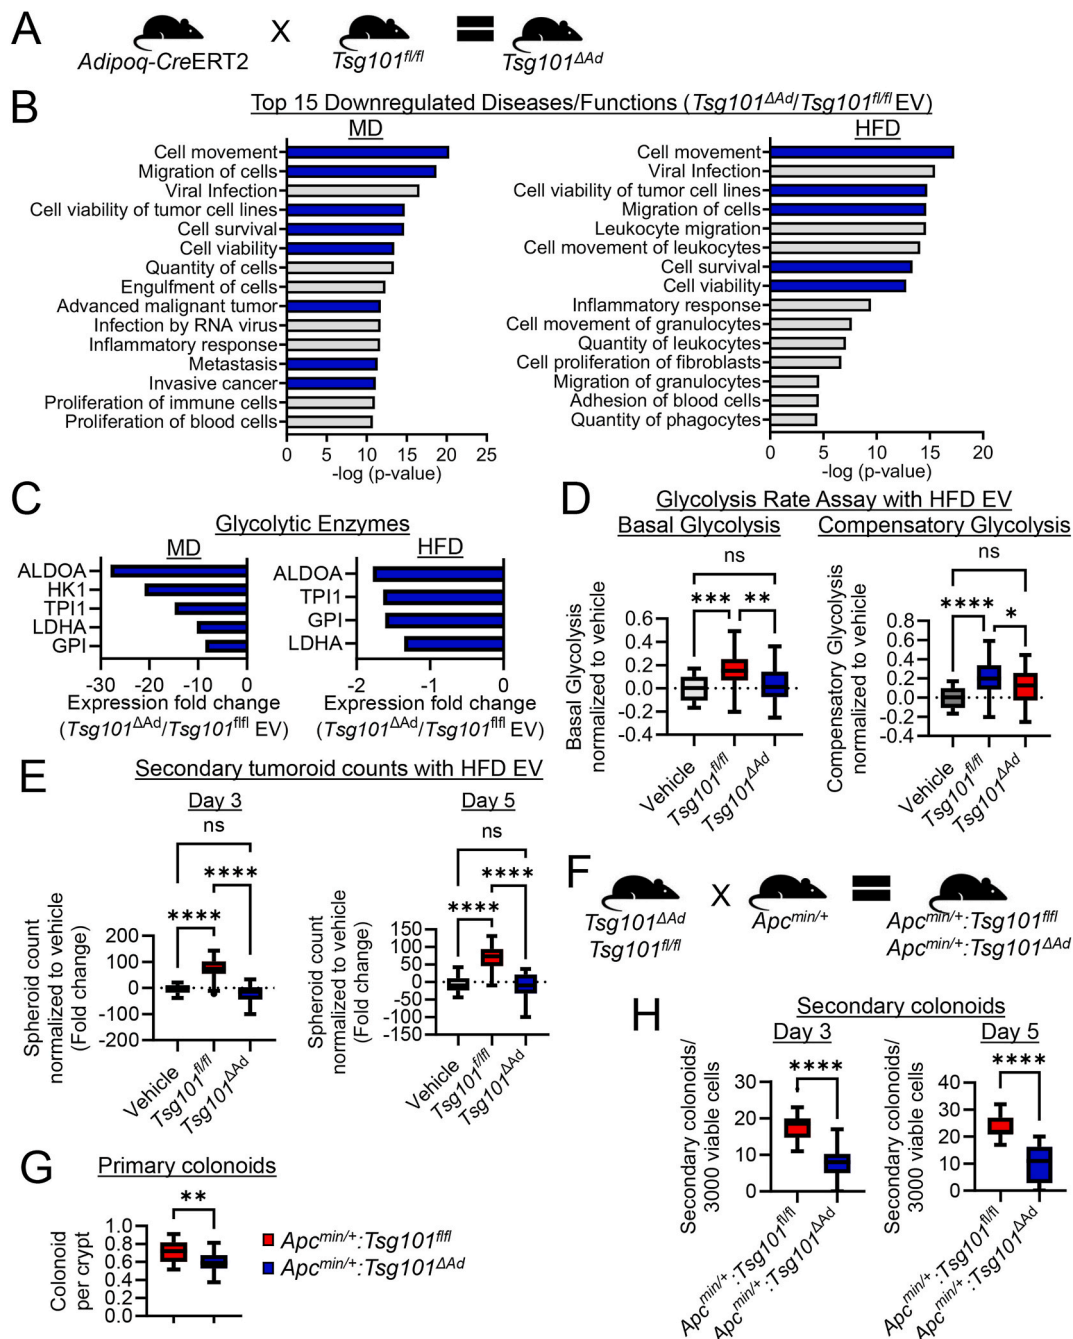 A
Adipoq-CreERT2
X
Tsg101fl/fl
=
Tsg101ΔAd
B
Top 15 Downregulated Diseases/Functions (Tsg101ΔAd/Tsg101fl/fl EV)
MD
Cell movement
Migration of cells
Viral Infection
Cell viability of tumor cell lines
Cell survival
Cell viability
Quantity of cells
Engulfment of cells
Advanced malignant tumor
Infection by RNA virus
Inflammatory response
Metastasis
Invasive cancer
Proliferation of immune cells
Proliferation of blood cells
0 5 10 15 20 25
-log (p-value)
HFD
Cell movement
Viral Infection
Cell viability of tumor cell lines
Migration of cells
Leukocyte migration
Cell movement of leukocytes
Cell survival
Cell viability
Inflammatory response
Cell movement of granulocytes
Quantity of leukocytes
Cell proliferation of fibroblasts
Migration of granulocytes
Adhesion of blood cells
Quantity of phagocytes
0 5 10 15 20
-log (p-value)
C
Glycolytic Enzymes
MD
ALDOA
HK1
TPI1
LDHA
GPI
-30 -20 -10 0
Expression fold change
(Tsg101ΔAd/Tsg101flfl EV)
HFD
ALDOA
TPI1
GPI
LDHA
-2 -1 0
Expression fold change
(Tsg101ΔAd/Tsg101flfl EV)
D
Glycolysis Rate Assay with HFD EV
Basal Glycolysis
ns
*** **
Basal Glycolysis
normalized to vehicle
0.6
0.4
0.2
0.0
-0.2
-0.4
Vehicle
Tsg101fl/fl
Tsg101ΔAd
Compensatory Glycolysis
ns
**** *
Compensatory Glycolysis
normalized to vehicle
0.8
0.6
0.4
0.2
0.0
-0.2
-0.4
Vehicle
Tsg101fl/fl
Tsg101ΔAd
E
Secondary tumoroid counts with HFD EV
Day 3
ns
****
****
Spheroid count
normalized to vehicle
(Fold change)
200
100
0
-100
-200
Vehicle
Tsg101fl/fl
Tsg101ΔAd
Day 5
ns
****
****
Spheroid count
normalized to vehicle
(Fold change)
150
100
50
0
-50
-100
-150
Vehicle
Tsg101fl/fl
Tsg101ΔAd
F
Tsg101ΔAd
Tsg101fl/fl
X
Apcmin/+
=
Apcmin/+:Tsg101flfl
Apcmin/+:Tsg101ΔAd
G
Primary colonoids
**
Colonoid
per crypt
1.0
0.8
0.6
0.4
0.2
0.0
Apcmin/+:Tsg101flfl
Apcmin/+:Tsg101ΔAd
H
Secondary colonoids
Day 3
****
Secondary colonoids/
3000 viable cells
30
20
10
0
Apcmin/+:Tsg101fl/fl
Apcmin/+:Tsg101ΔAd
Day 5
****
Secondary colonoids/
3000 viable cells
40
30
20
10
0
Apcmin/+:Tsg101fl/fl
Apcmin/+:Tsg101ΔAd